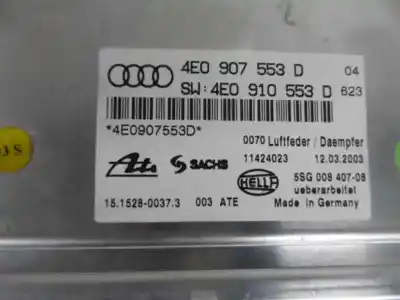 4E0 907 553 D 04
SW:4E0 910 553 D 623
*4E0907553D*
0070 Luftfeder / Daempfer
11424023 12.03.2003
Ate SACHS HELLA 5SG 008 407-08
ueberarbeitet
15.1528-0037.3 003 ATE Made in Germany